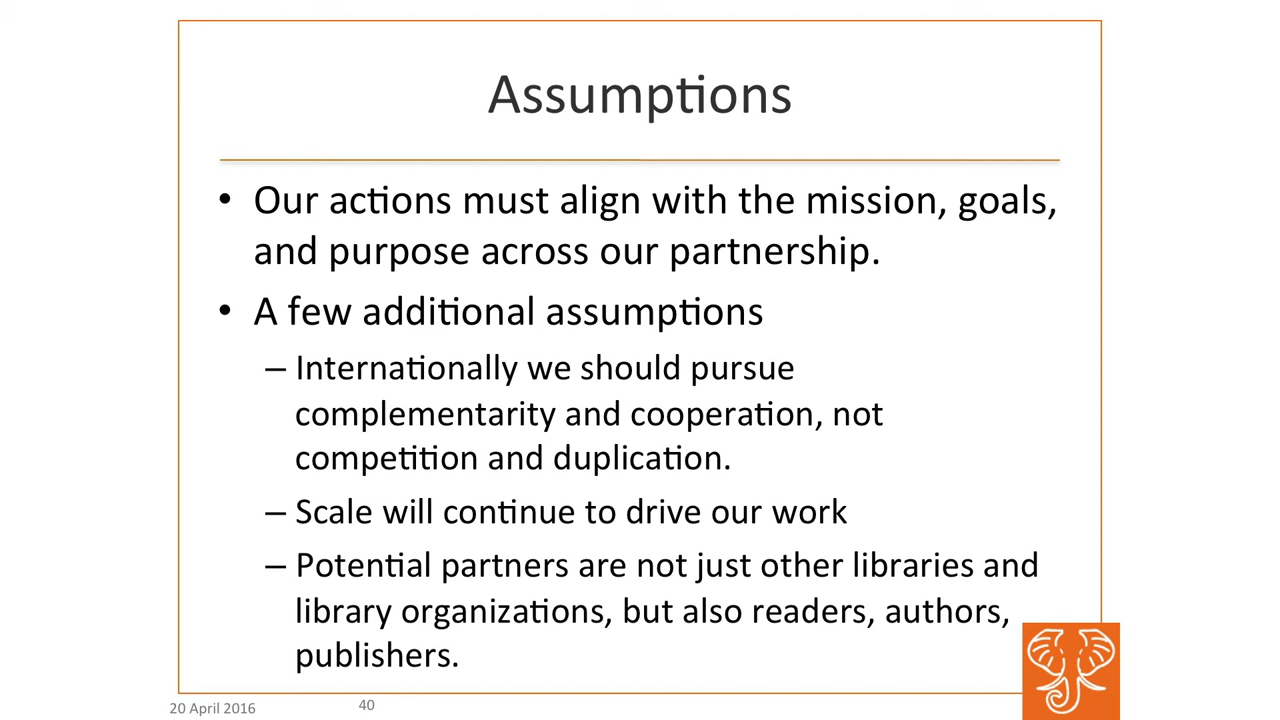 Assumptions
• Our actions must align with the mission, goals,
and purpose across our partnership.
• A few additional assumptions
– Internationally we should pursue
complementarity and cooperation, not
competition and duplication.
– Scale will continue to drive our work
– Potential partners are not just other libraries and
library organizations, but also readers, authors,
publishers.
20 April 2016
40